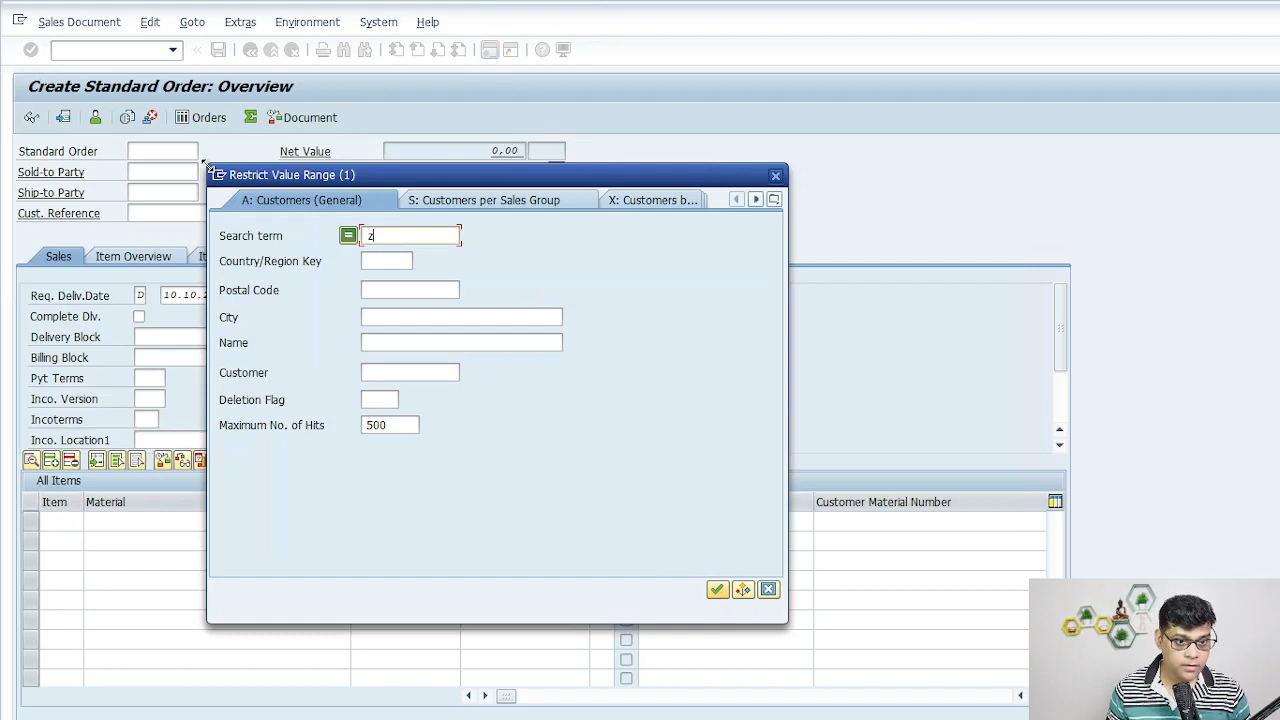 Sales Document Edit Goto Extras Environment System Help
Create Standard Order: Overview
Orders Document
Standard Order Net Value 0,00
Sold-to Party
Ship-to Party
Cust. Reference
Restrict Value Range (1)
A: Customers (General) S: Customers per Sales Group X: Customers b...
Search term = z
Country/Region Key
Postal Code
City
Name
Customer
Deletion Flag
Maximum No. of Hits 500
Sales Item Overview
Req. Deliv.Date D
Complete Dlv.
Delivery Block
Billing Block
Pyt Terms
Inco. Version
Incoterms
Inco. Location1
All Items
Item Material Customer Material Number